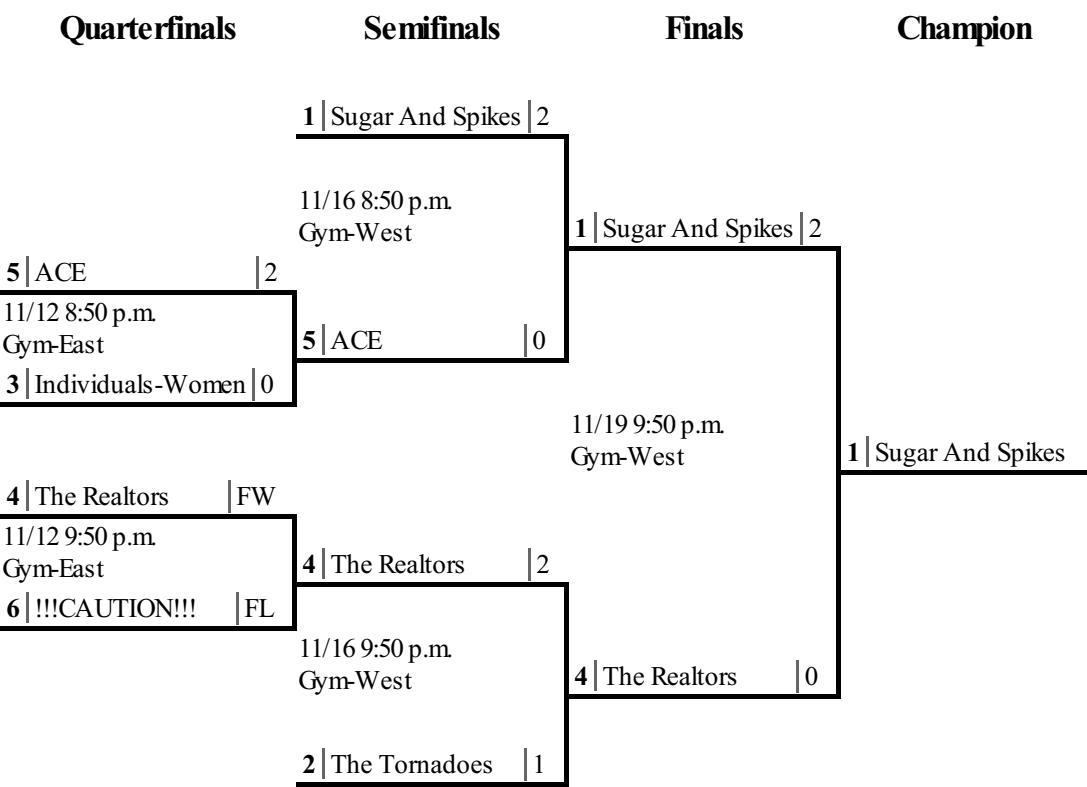 Quarterfinals Semifinals Finals Champion
1 Sugar And Spikes 2
11/16 8:50 p.m.
Gym-West
1 Sugar And Spikes 2
5 ACE 2
11/12 8:50 p.m.
Gym-East
5 ACE 0
3 Individuals-Women 0
11/19 9:50 p.m.
Gym-West
1 Sugar And Spikes
4 The Realtors FW
11/12 9:50 p.m.
Gym-East
4 The Realtors 2
6 !!!CAUTION!!! FL
11/16 9:50 p.m.
Gym-West
4 The Realtors 0
2 The Tornadoes 1